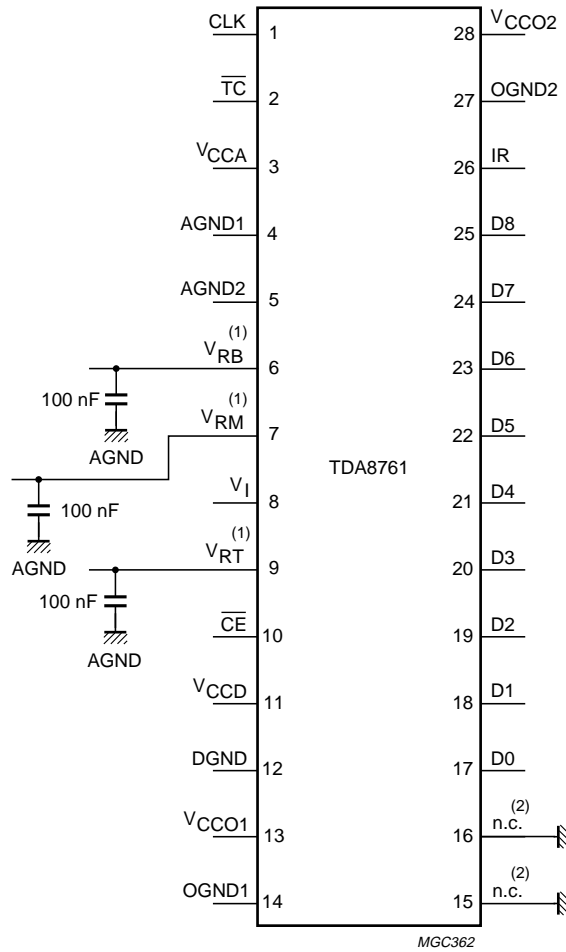 CLK 1 28 VCCO2
TC 2 27 OGND2
VCCA 3 26 IR
AGND1 4 25 D8
AGND2 5 24 D7
VRB (1) 6 23 D6
100 nF
AGND
VRM (1) 7 22 D5
TDA8761
VI 8 21 D4
100 nF
AGND
VRT (1) 9 20 D3
100 nF
AGND
CE 10 19 D2
VCCD 11 18 D1
DGND 12 17 D0
VCCO1 13 16 n.c. (2)
OGND1 14 15 n.c. (2)
MGC362